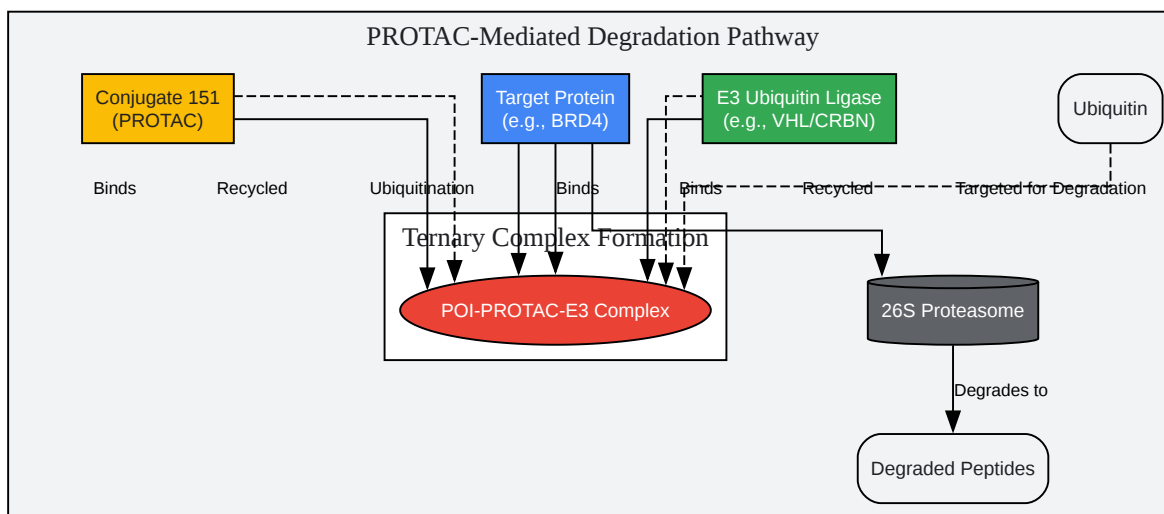 PROTAC-Mediated Degradation Pathway
Conjugate 151
(PROTAC)
Target Protein
(e.g., BRD4)
E3 Ubiquitin Ligase
(e.g., VHL/CRBN)
Ubiquitin
Binds
Recycled
Ubiquitination
Binds
Binds
Recycled
Targeted for Degradation
Ternary Complex Formation
POI-PROTAC-E3 Complex
26S Proteasome
Degrades to
Degraded Peptides